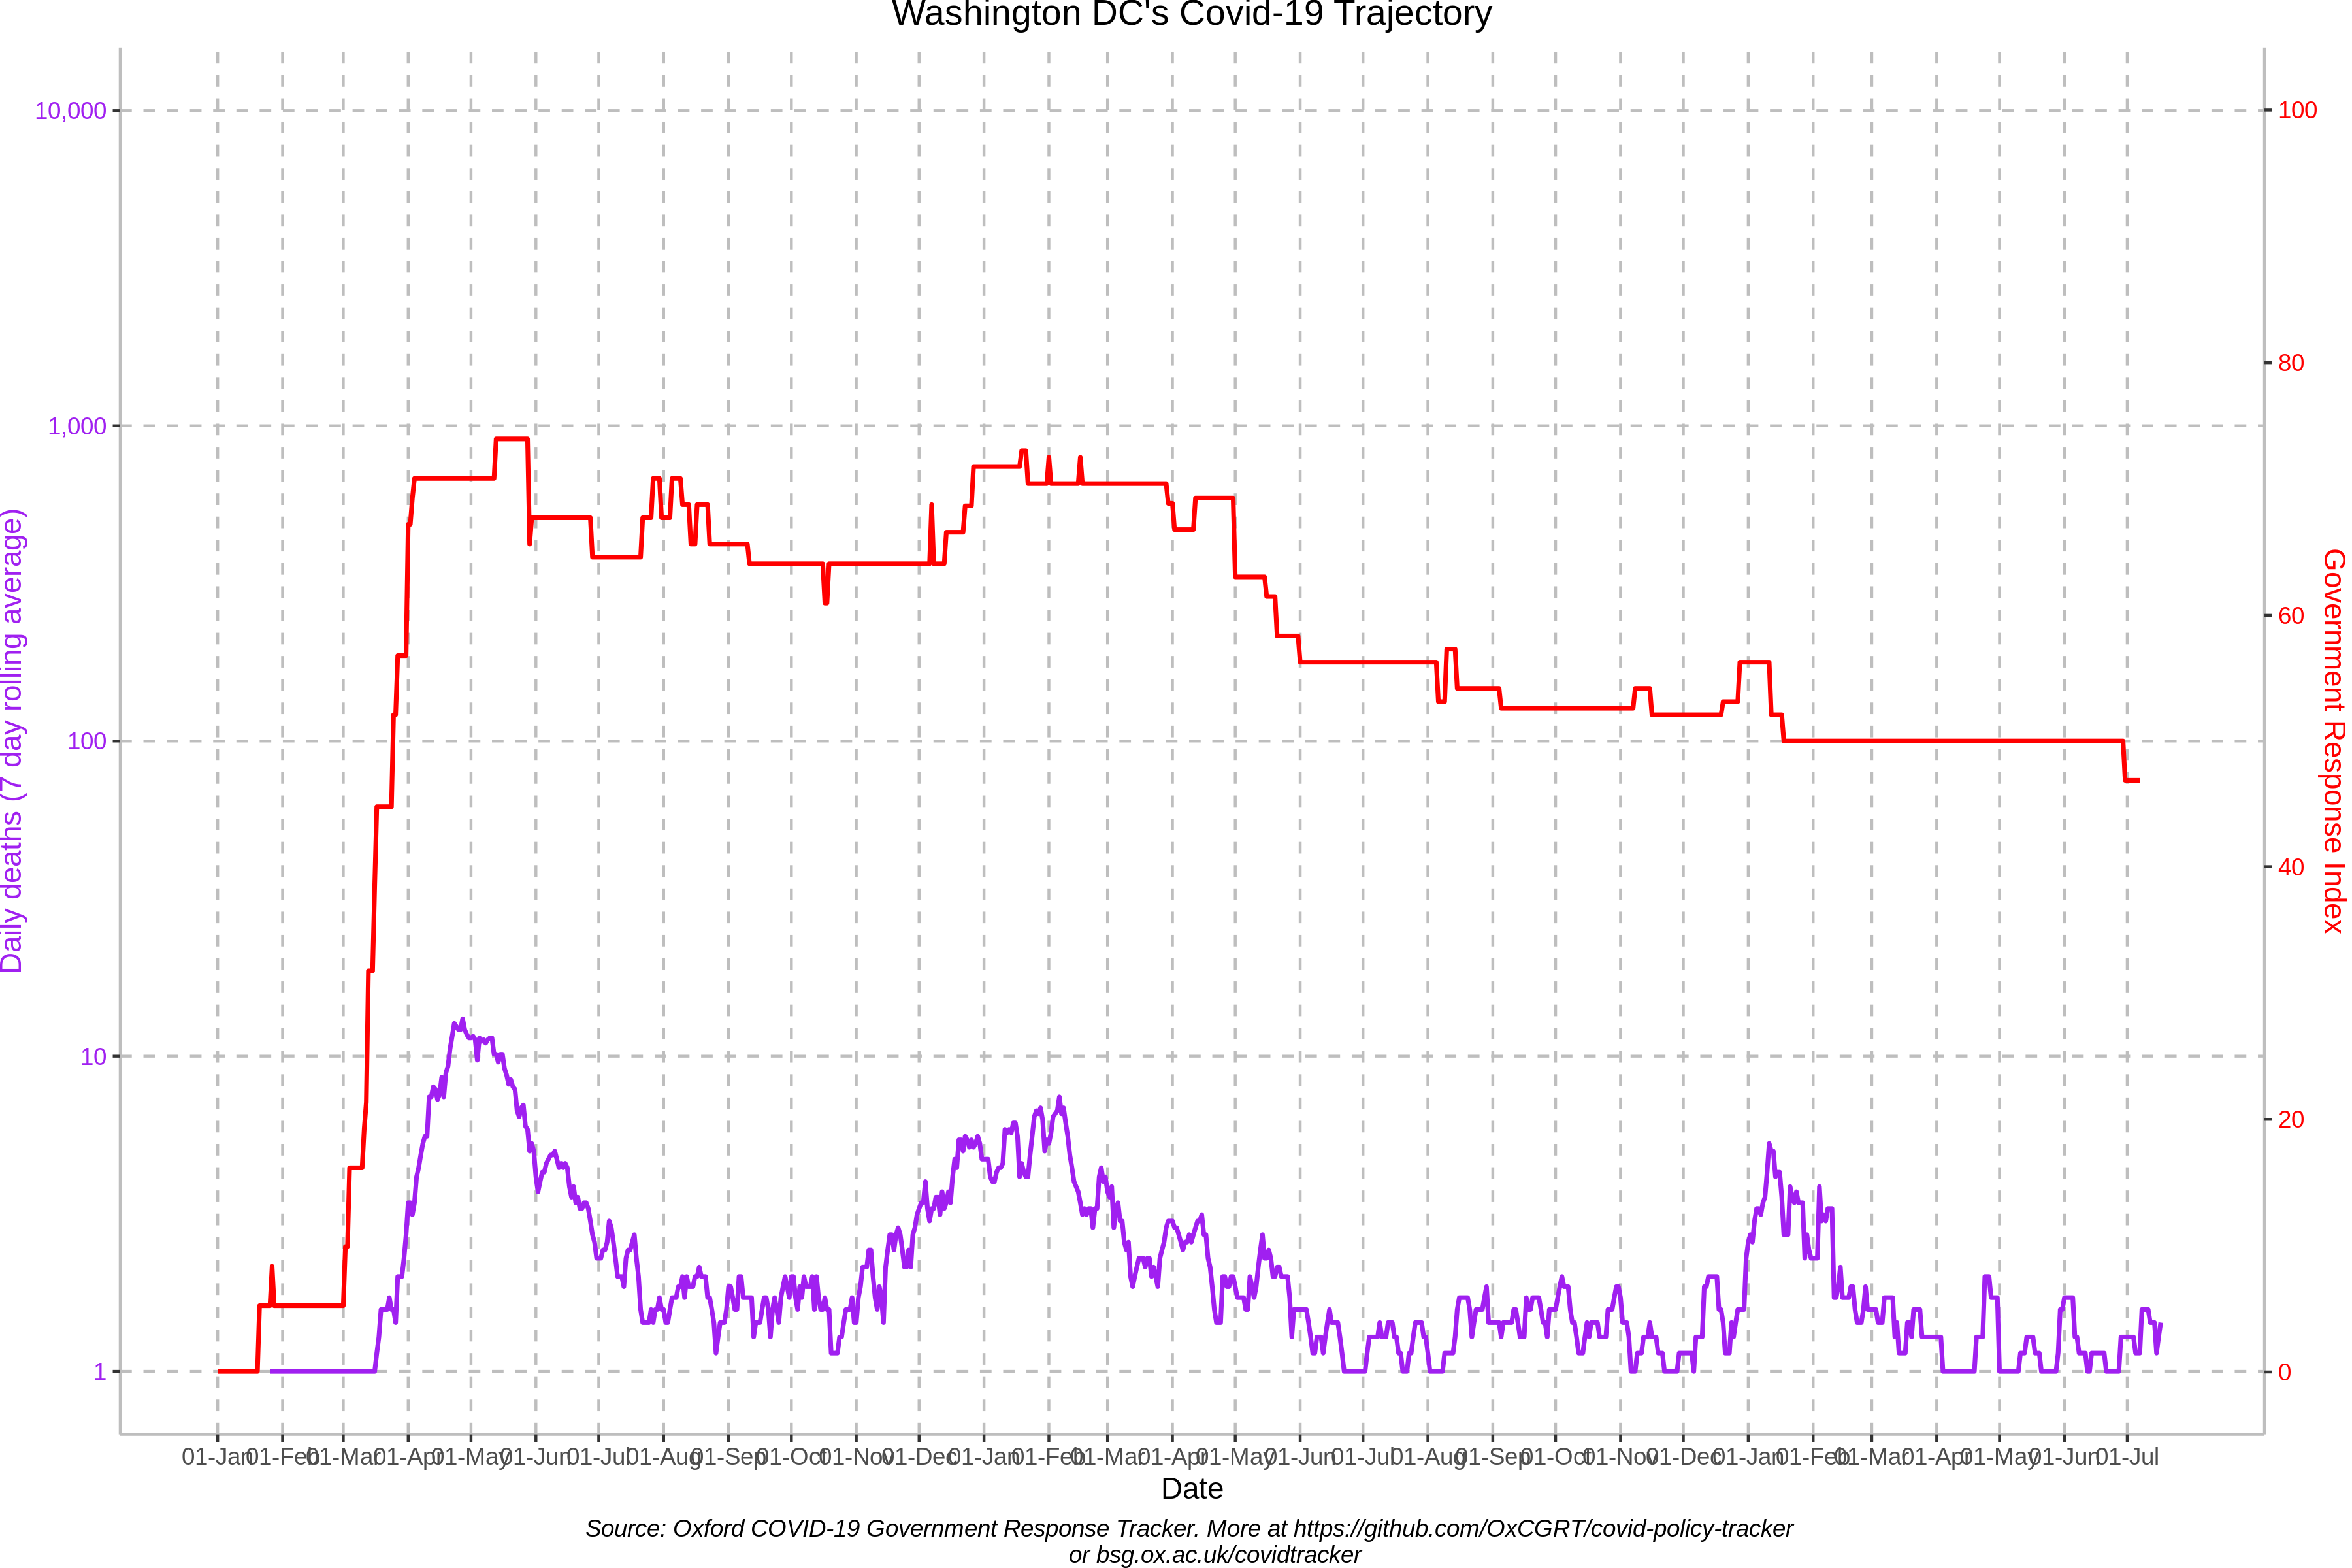 Washington DC's Covid-19 Trajectory
10,000
1,000
100
10
1
Daily deaths (7 day rolling average)
100
80
60
40
20
0
Government Response Index
01-Jan 01-Feb 01-Mar 01-Apr 01-May 01-Jun 01-Jul 01-Aug 01-Sep 01-Oct 01-Nov 01-Dec 01-Jan 01-Feb 01-Mar 01-Apr 01-May 01-Jun 01-Jul 01-Aug 01-Sep 01-Oct 01-Nov 01-Dec 01-Jan 01-Feb 01-Mar 01-Apr 01-May 01-Jun 01-Jul
Date
Source: Oxford COVID-19 Government Response Tracker. More at https://github.com/OxCGRT/covid-policy-tracker
or bsg.ox.ac.uk/covidtracker